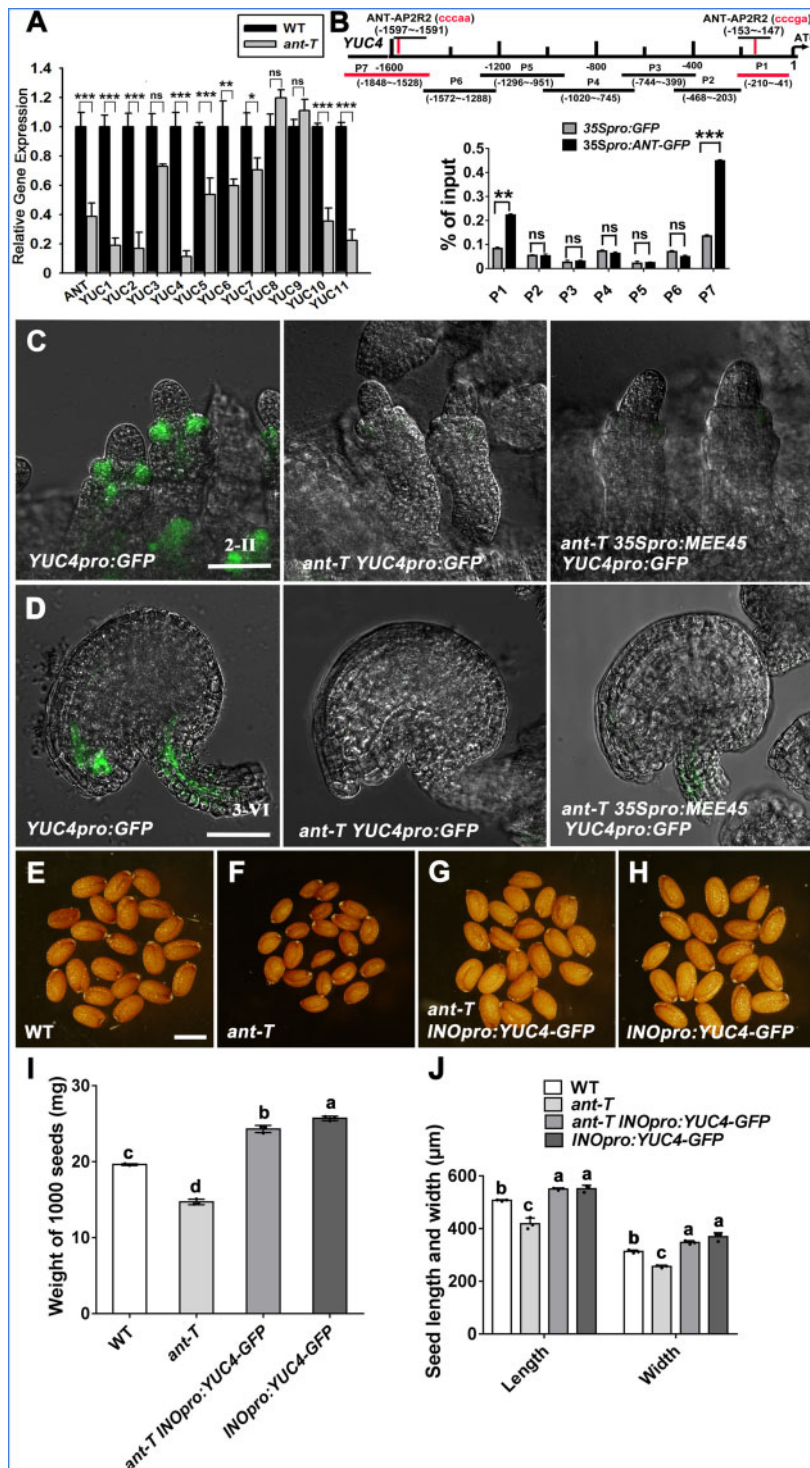 A
WT
ant-T
Relative Gene Expression
1.4
1.2
1.0
0.8
0.6
0.4
0.2
0
*** *** *** ns *** *** ** * ns ns *** ***
ANT YUC1 YUC2 YUC3 YUC4 YUC5 YUC6 YUC7 YUC8 YUC9 YUC10 YUC11
B
ANT-AP2R2 (cccaa) ANT-AP2R2 (cccga)
(-1597~-1591) (-153~-147)
YUC4 ATG
-1600 -1200 -800 -400 1
P7 P5 P3 P1
(-1848~-1528) (-1296~-951) (-744~-399) (-210~-41)
P6 P4 P2
(-1572~-1288) (-1020~-745) (-468~-203)
35Spro:GFP
35Spro:ANT-GFP
% of input
0.5
0.4
0.3
0.2
0.1
0
** ns ns ns ns ns ***
P1 P2 P3 P4 P5 P6 P7
C
2-II
YUC4pro:GFP
ant-T YUC4pro:GFP
ant-T 35Spro:MEE45
YUC4pro:GFP
D
3-VI
YUC4pro:GFP
ant-T YUC4pro:GFP
ant-T 35Spro:MEE45
YUC4pro:GFP
E
WT
F
ant-T
G
ant-T
INOpro:YUC4-GFP
H
INOpro:YUC4-GFP
I
Weight of 1000 seeds (mg)
30
20
10
0
c d b a
WT
ant-T
ant-T INOpro:YUC4-GFP
INOpro:YUC4-GFP
J
WT
ant-T
ant-T INOpro:YUC4-GFP
INOpro:YUC4-GFP
Seed length and width (μm)
600
400
200
0
b c a a b c a a
Length Width